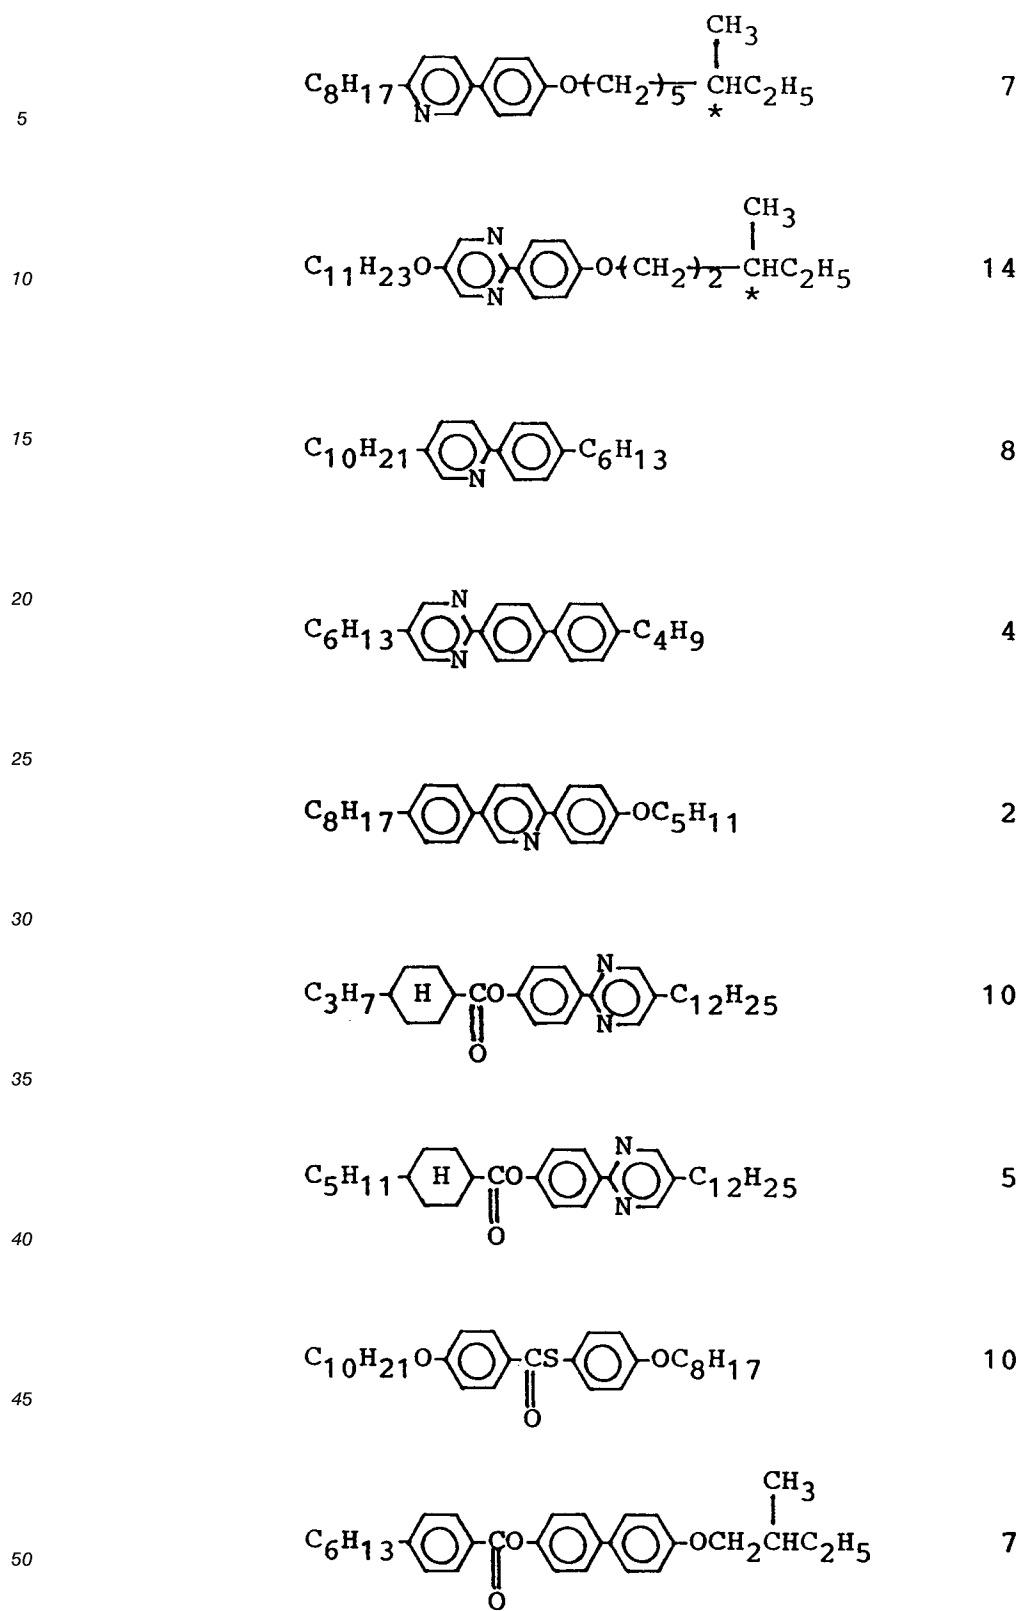 CH3
C8H17 N O(CH2)5 CHC2H5 7
5 *
CH3
N
10 C11H23O O(CH2)2 CHC2H5 14
N *
15 C10H21 C6H13 8
N
20 N
C6H13 C4H9 4
N
25
C8H17 OC5H11 2
N
30
N
C3H7 H CO C12H25 10
N
O
35
N
C5H11 H CO C12H25 5
N
40 O
C10H21O CS OC8H17 10
45 O
CH3
C6H13 CO OCH2CHC2H5 7
50
O